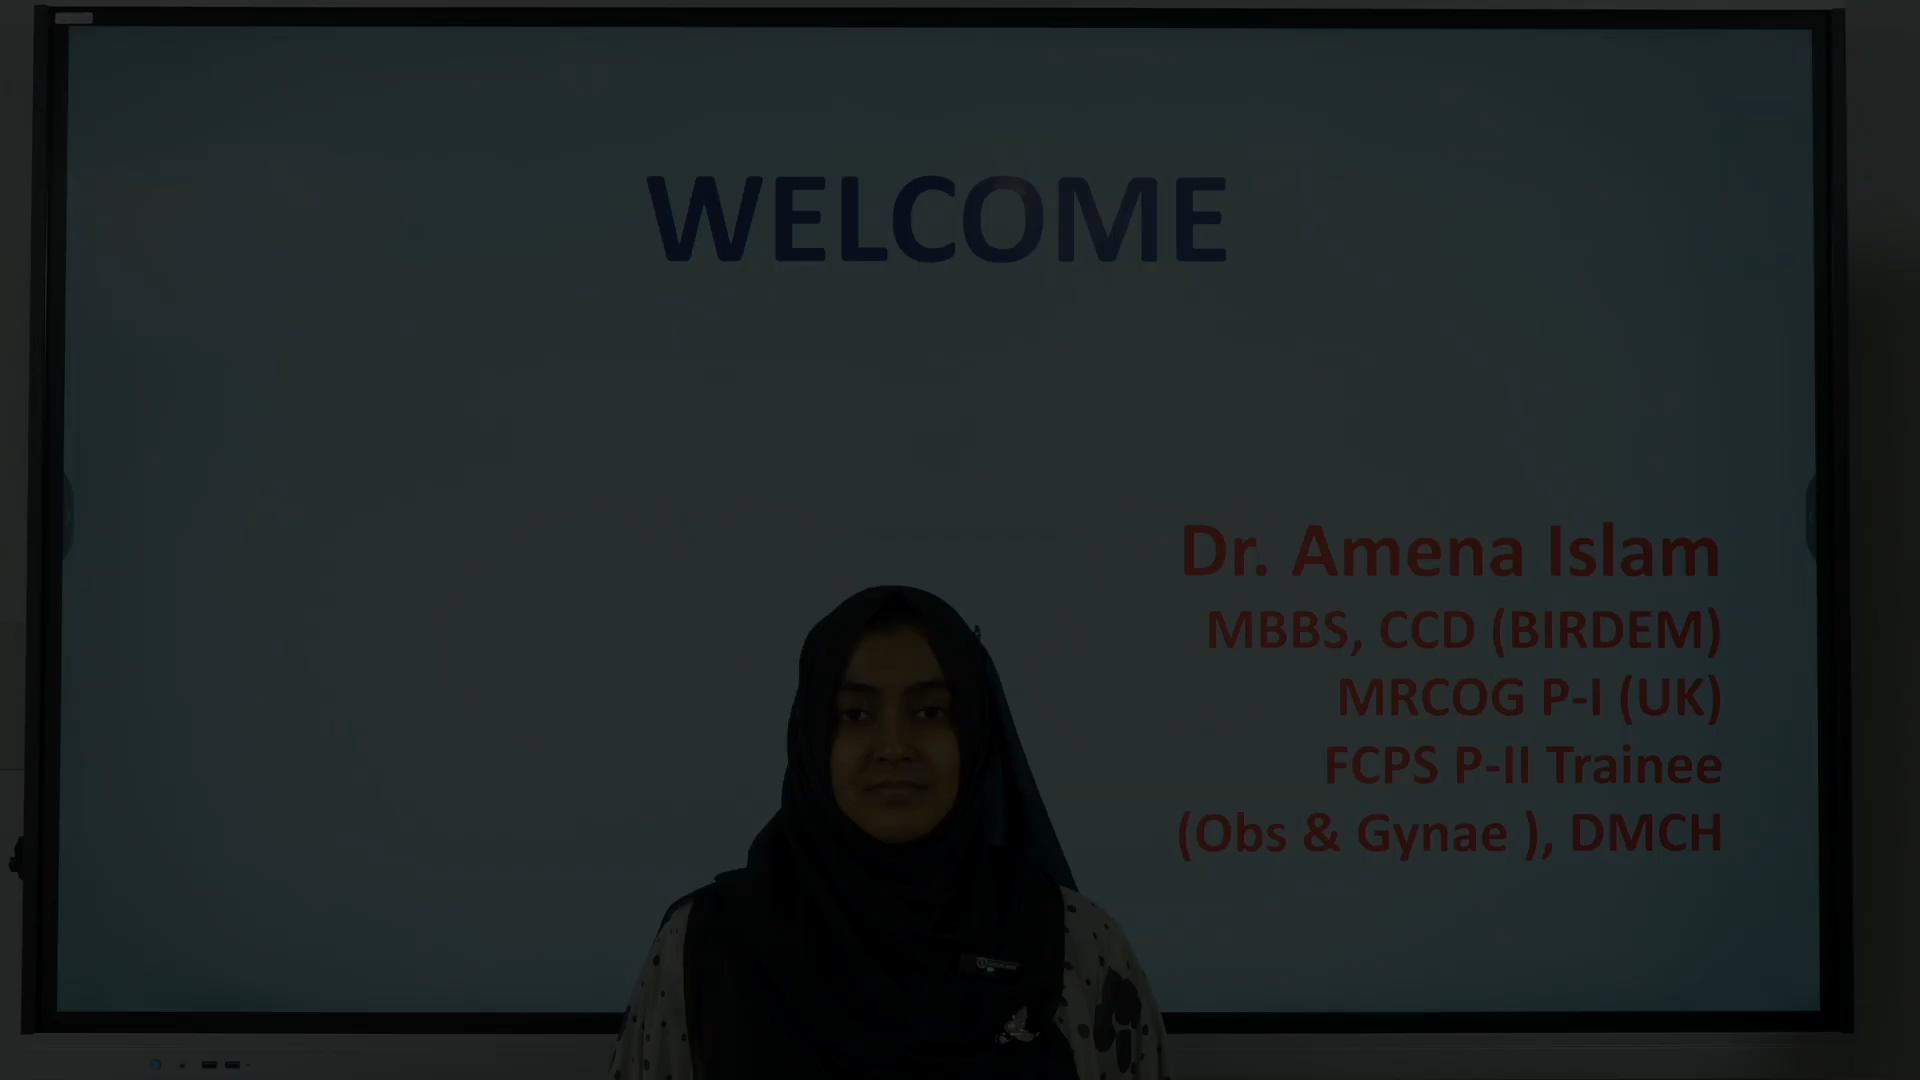 WELCOME
Dr. Amena Islam
MBBS, CCD (BIRDEM)
MRCOG P-I (UK)
FCPS P-II Trainee
(Obs & Gynae ), DMCH